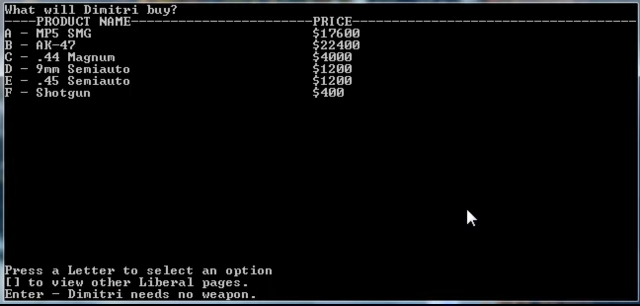 What will Dimitri buy?
----PRODUCT NAME-----------------------PRICE------------------------------------
A - MP5 SMG $17600
B - AK-47 $22400
C - .44 Magnum $4000
D - 9mm Semiauto $1200
E - .45 Semiauto $1200
F - Shotgun $400
Press a Letter to select an option
[] to view other Liberal pages.
Enter - Dimitri needs no weapon.